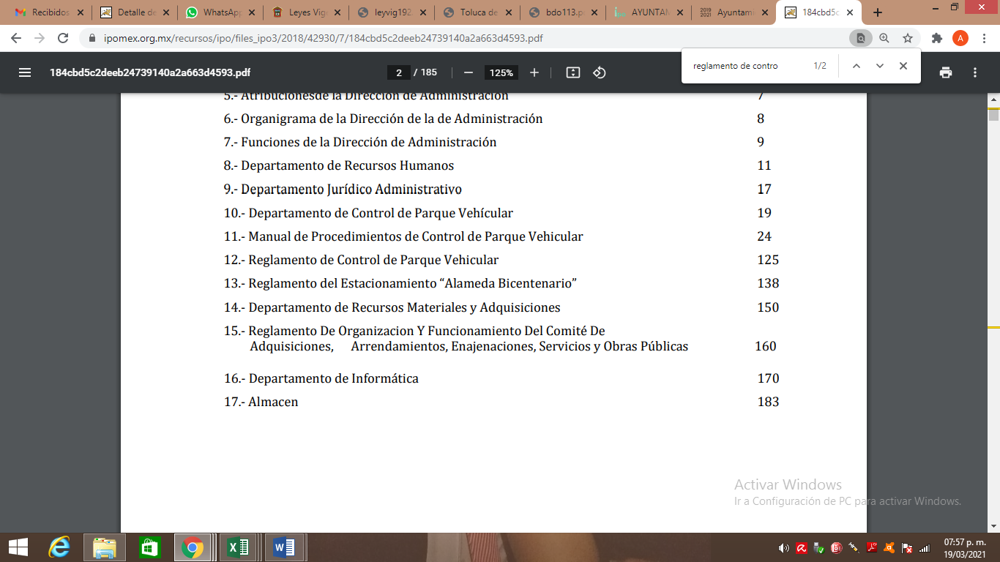 Recibidos
Detalle de
WhatsApp
Leyes Vig
leyvig192
Toluca de
bdo113.p
AYUNTAN
2019 2021 Ayuntami
184cbd5c
ipomex.org.mx/recursos/ipo/files_ipo3/2018/42930/7/184cbd5c2deeb24739140a2a663d4593.pdf
A
184cbd5c2deeb24739140a2a663d4593.pdf
2 / 185
125%
reglamento de contro 1/2
5.- Atribucionesde la Dirección de Administración 7
6.- Organigrama de la Dirección de la de Administración 8
7.- Funciones de la Dirección de Administración 9
8.- Departamento de Recursos Humanos 11
9.- Departamento Jurídico Administrativo 17
10.- Departamento de Control de Parque Vehícular 19
11.- Manual de Procedimientos de Control de Parque Vehicular 24
12.- Reglamento de Control de Parque Vehicular 125
13.- Reglamento del Estacionamiento “Alameda Bicentenario” 138
14.- Departamento de Recursos Materiales y Adquisiciones 150
15.- Reglamento De Organizacion Y Funcionamiento Del Comité De
Adquisiciones, Arrendamientos, Enajenaciones, Servicios y Obras Públicas 160
16.- Departamento de Informática 170
17.- Almacen 183
Activar Windows
Ir a Configuración de PC para activar Windows.
07:57 p. m.
19/03/2021